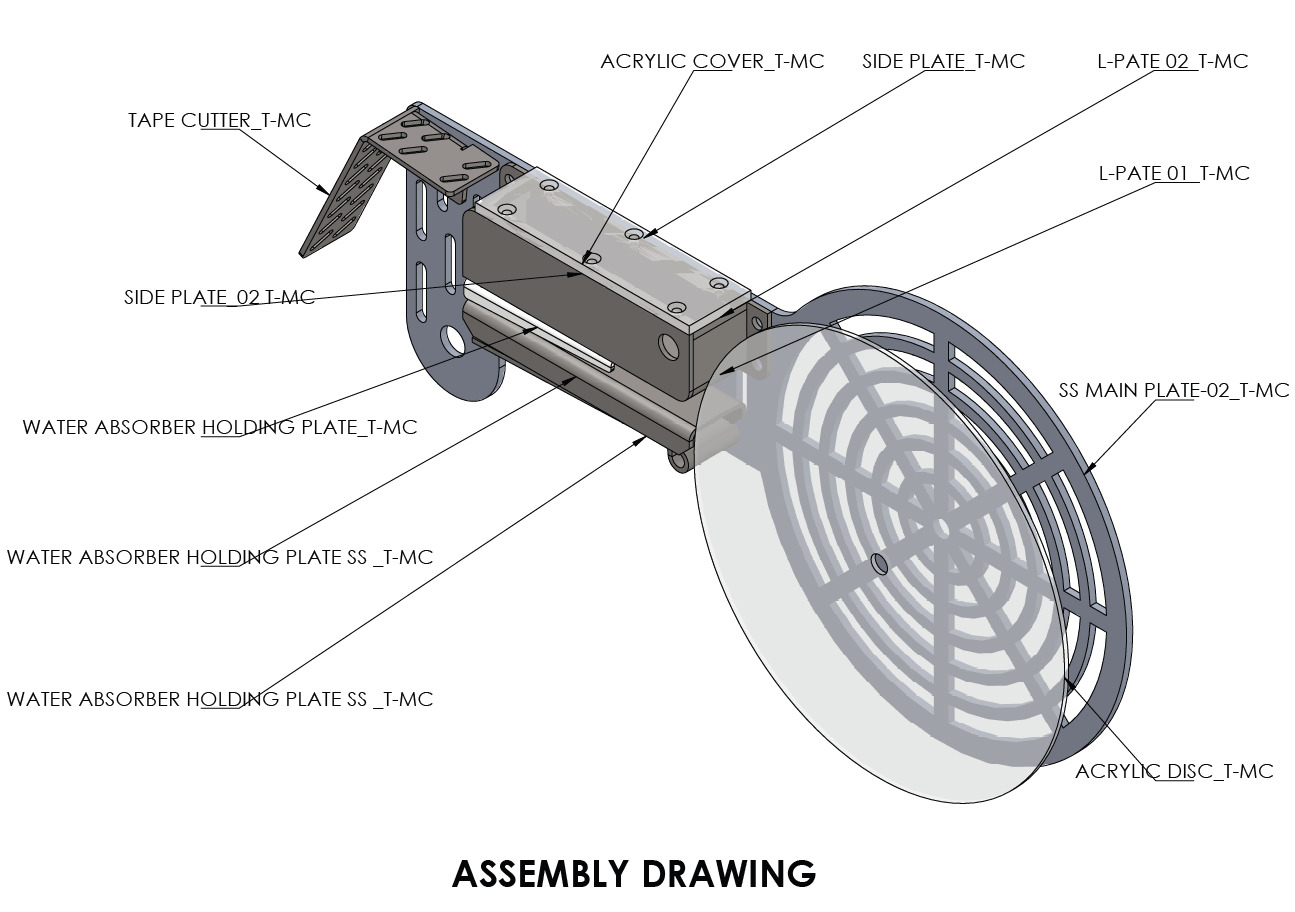 ACRYLIC COVER_T-MC
SIDE PLATE_T-MC
L-PATE 02_T-MC
TAPE CUTTER_T-MC
L-PATE 01_T-MC
SIDE PLATE_02 T-MC
SS MAIN PLATE-02_T-MC
WATER ABSORBER HOLDING PLATE_T-MC
WATER ABSORBER HOLDING PLATE SS _T-MC
WATER ABSORBER HOLDING PLATE SS _T-MC
ACRYLIC DISC_T-MC
ASSEMBLY DRAWING